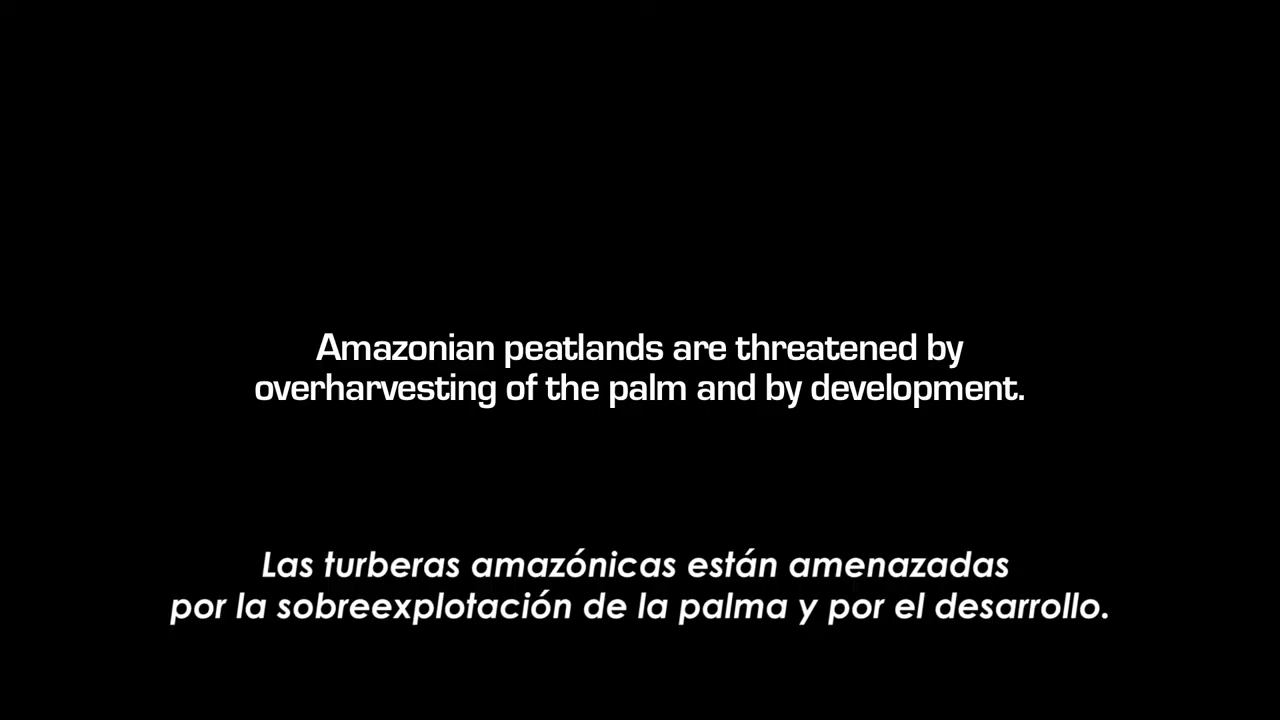 Amazonian peatlands are threatened by
overharvesting of the palm and by development.
Las turberas amazónicas están amenazadas
por la sobreexplotación de la palma y por el desarrollo.